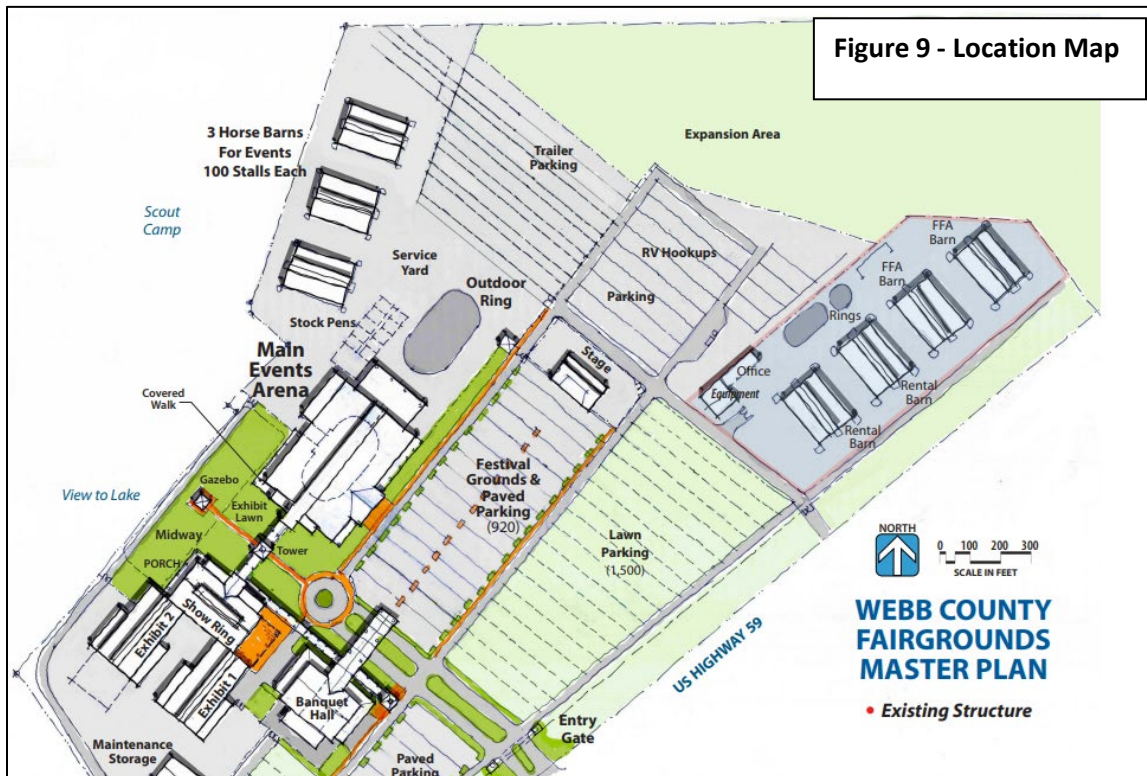 Figure 9 - Location Map
3 Horse Barns
For Events
100 Stalls Each
Trailer
Parking
Expansion Area
Scout
Camp
Service
Yard
Outdoor
Ring
RV Hookups
Parking
FFA
Barn
FFA
Barn
Stock Pens
Rings
Main
Events
Arena
Stage
Office
Equipment
Rental
Barn
Rental
Barn
Covered
Walk
Festival
Grounds &
Paved
Parking
(920)
View to Lake
Gazebo
Exhibit
Lawn
Midway
Tower
PORCH
Lawn
Parking
(1,500)
NORTH
0 100 200 300
SCALE IN FEET
Show Ring
Exhibit 2
Exhibit 1
US HIGHWAY 59
WEBB COUNTY
FAIRGROUNDS
MASTER PLAN
• Existing Structure
Banquet
Hall
Entry
Gate
Maintenance
Storage
Paved
Parking